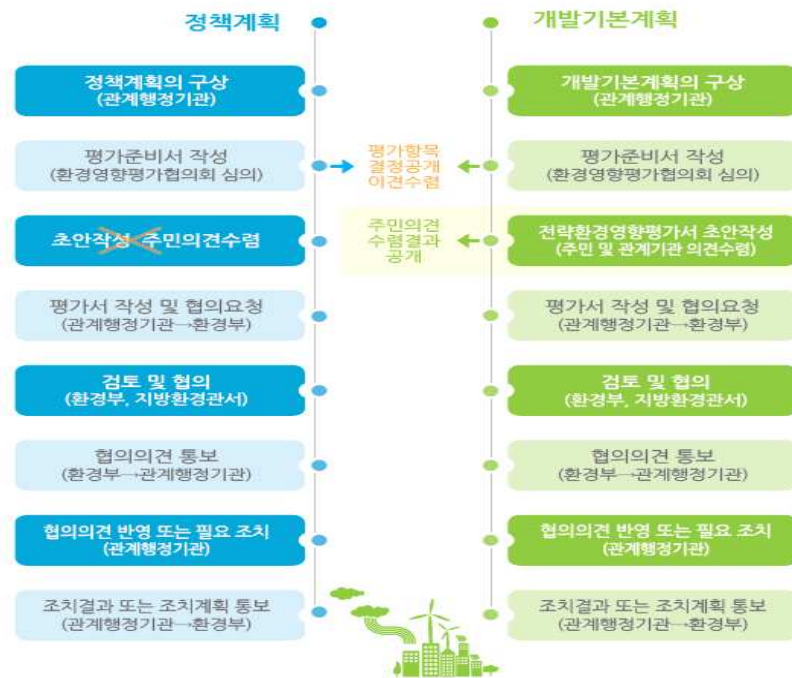 정책계획
개발기본계획
정책계획의 구상
(관계행정기관)
개발기본계획의 구상
(관계행정기관)
평가준비서 작성
(환경영향평가협의회 심의)
평가항목
결정공개
이견수렴
평가준비서 작성
(환경영향평가협의회 심의)
초안작성·주민의견수렴
주민의견
수렴결과
공개
전략환경영향평가서 초안작성
(주민 및 관계기관 의견수렴)
평가서 작성 및 협의요청
(관계행정기관→환경부)
평가서 작성 및 협의요청
(관계행정기관→환경부)
검토 및 협의
(환경부, 지방환경관서)
검토 및 협의
(환경부, 지방환경관서)
협의의견 통보
(환경부→관계행정기관)
협의의견 통보
(환경부→관계행정기관)
협의의견 반영 또는 필요 조치
(관계행정기관)
협의의견 반영 또는 필요 조치
(관계행정기관)
조치결과 또는 조치계획 통보
(관계행정기관→환경부)
조치결과 또는 조치계획 통보
(관계행정기관→환경부)